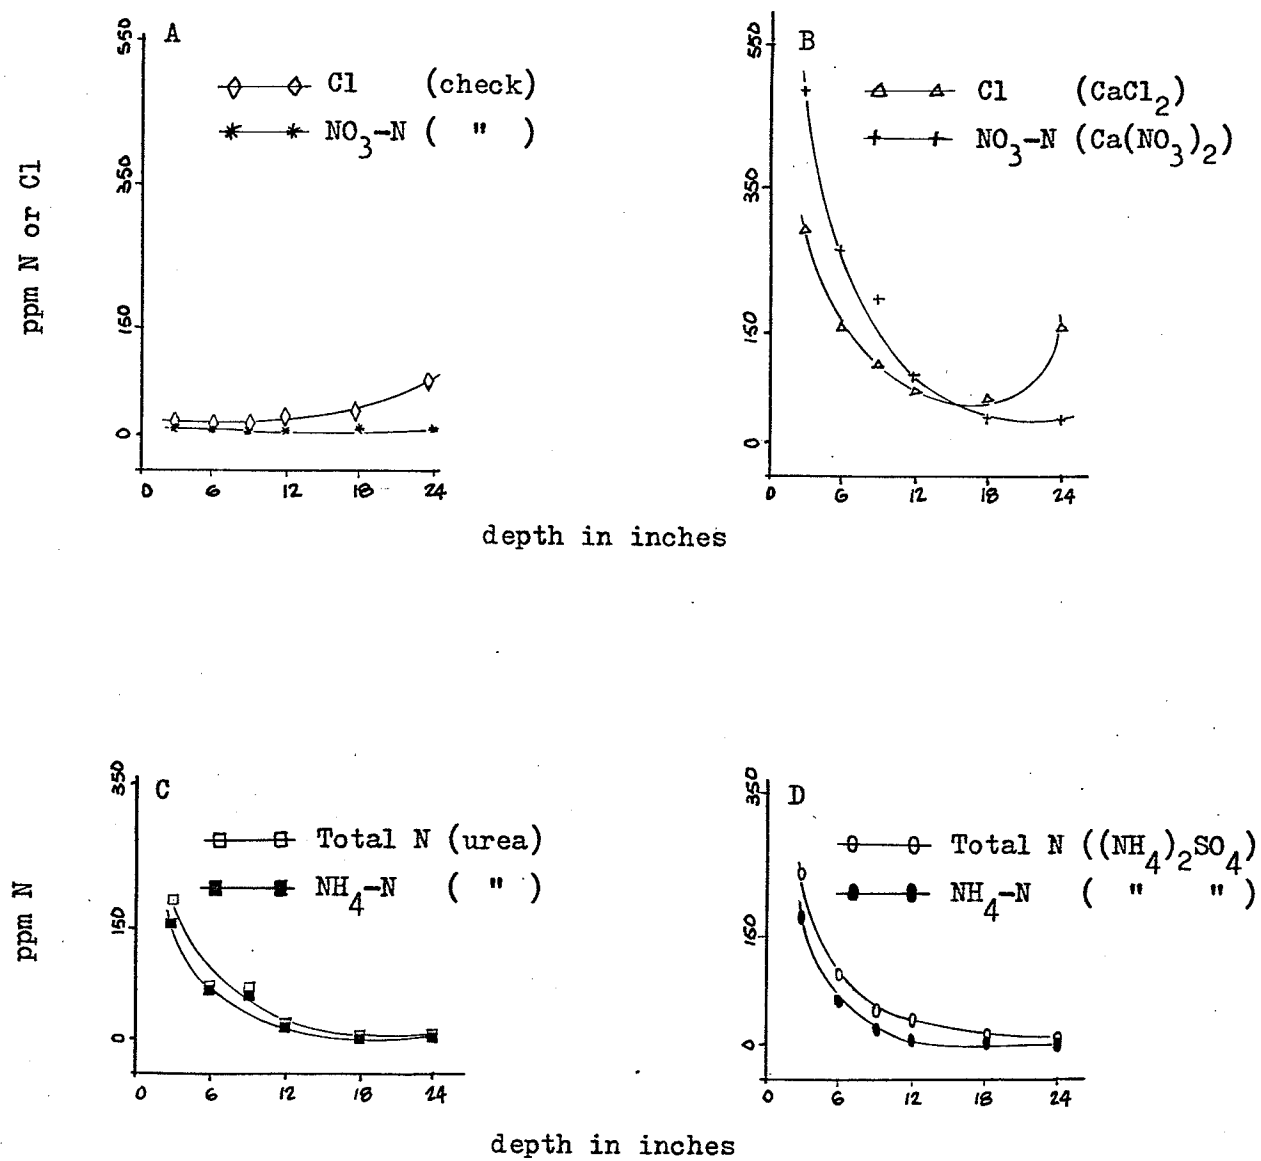 A
550
350
150
0
Cl (check)
NO3-N ( " )
0 6 12 18 24
ppm N or Cl
B
550
350
150
0
Cl (CaCl2)
NO3-N (Ca(NO3)2)
0 6 12 18 24
depth in inches
C
350
150
0
Total N (urea)
NH4-N ( " )
0 6 12 18 24
ppm N
D
350
150
0
Total N ((NH4)2SO4)
NH4-N ( " " )
0 6 12 18 24
depth in inches